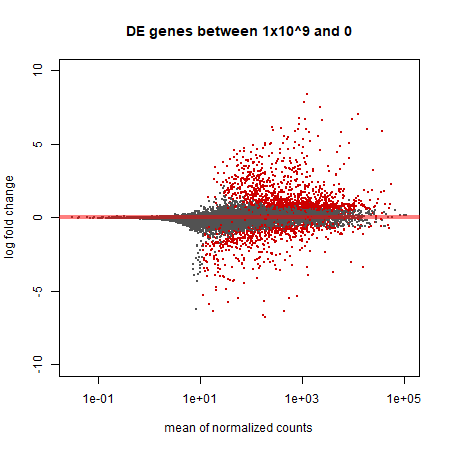 DE genes between 1x10^9 and 0
log fold change
10
5
0
-5
-10
1e-01
1e+01
1e+03
1e+05
mean of normalized counts